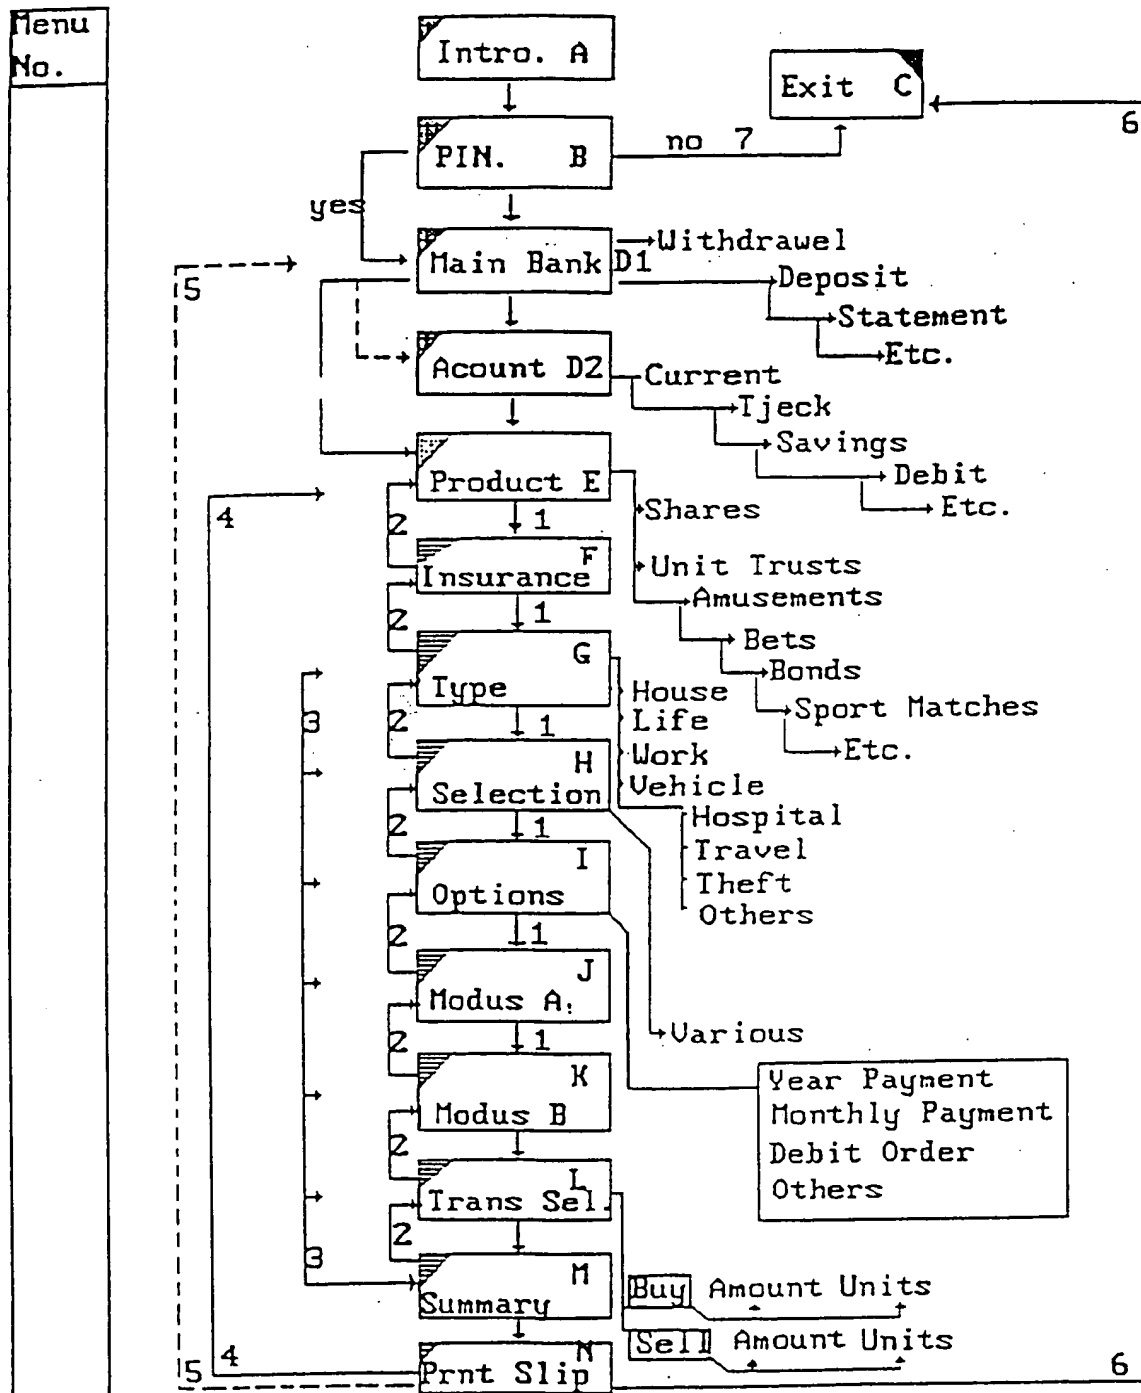 Menu
No.
Intro. A
Exit C
6
PIN. B
no 7
yes
Main Bank D1
Withdrawel
5
Deposit
Statement
Etc.
Acount D2
Current
Tjeck
Savings
Debit
Etc.
Product E
4
2
1
Shares
F
Insurance
Unit Trusts
Amusements
2
1
Bets
G
Type
Bonds
House
Life
Work
Vehicle
Sport Matches
Etc.
3
2
1
H
Selection
Hospital
Travel
Theft
Others
2
1
I
Options
2
1
J
Modus A.
Various
2
1
K
Modus B
Year Payment
Monthly Payment
Debit Order
Others
2
L
Trans Sel.
2
3
M
Summary
Buy Amount Units
Sell Amount Units
N
Prnt Slip
5
4
6